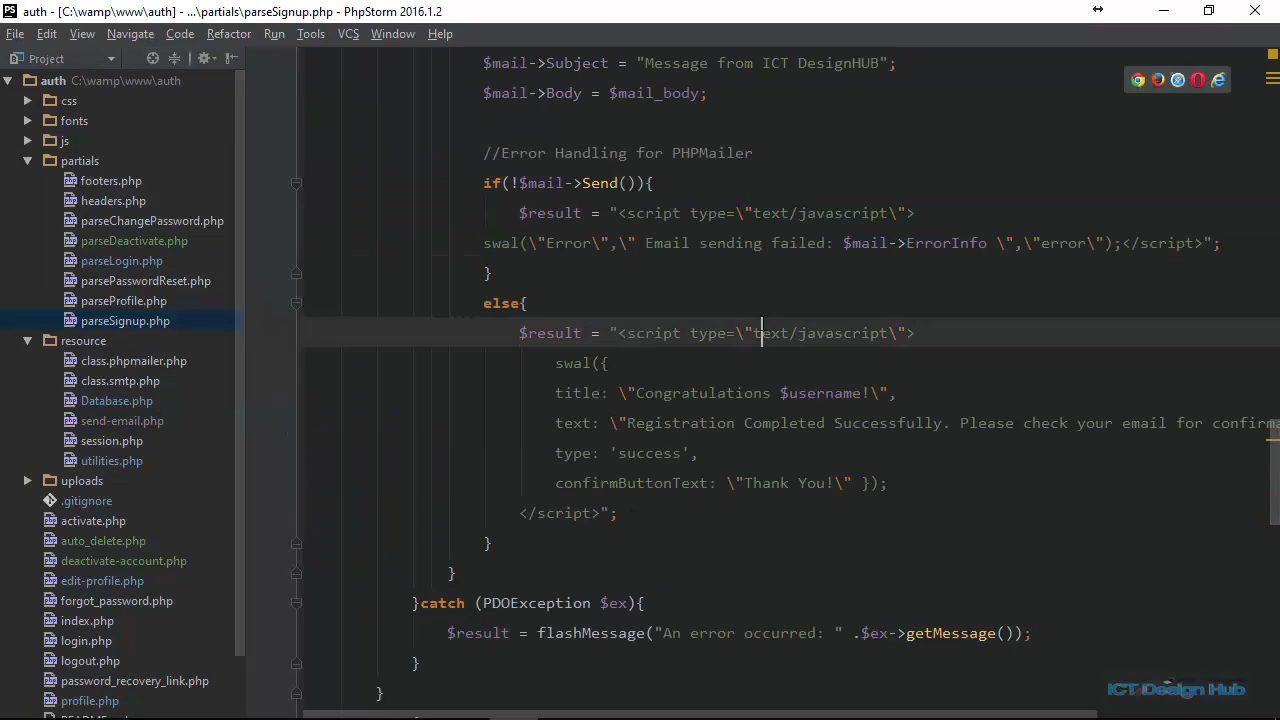 auth - [C:\wamp\www\auth] - ...\partials\parseSignup.php - PhpStorm 2016.1.2
File Edit View Navigate Code Refactor Run Tools VCS Window Help
Project
auth C:\wamp\www\auth
css
fonts
js
partials
footers.php
headers.php
parseChangePassword.php
parseDeactivate.php
parseLogin.php
parsePasswordReset.php
parseProfile.php
parseSignup.php
resource
class.phpmailer.php
class.smtp.php
Database.php
send-email.php
session.php
utilities.php
uploads
.gitignore
activate.php
auto_delete.php
deactivate-account.php
edit-profile.php
forgot_password.php
index.php
login.php
logout.php
password_recovery_link.php
profile.php
$mail->Subject = "Message from ICT DesignHUB";
$mail->Body = $mail_body;
//Error Handling for PHPMailer
if(!$mail->Send()){
$result = "<script type=\"text/javascript\">
swal(\"Error\",\" Email sending failed: $mail->ErrorInfo \",\"error\");</script>";
}
else{
$result = "<script type=\"text/javascript\">
swal({
title: \"Congratulations $username!\",
text: \"Registration Completed Successfully. Please check your email for confirma
type: 'success',
confirmButtonText: \"Thank You!\" });
</script>";
}
}
}catch (PDOException $ex){
$result = flashMessage("An error occurred: " .$ex->getMessage());
}
}
ICT Design Hub